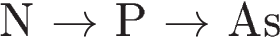 N → P → As